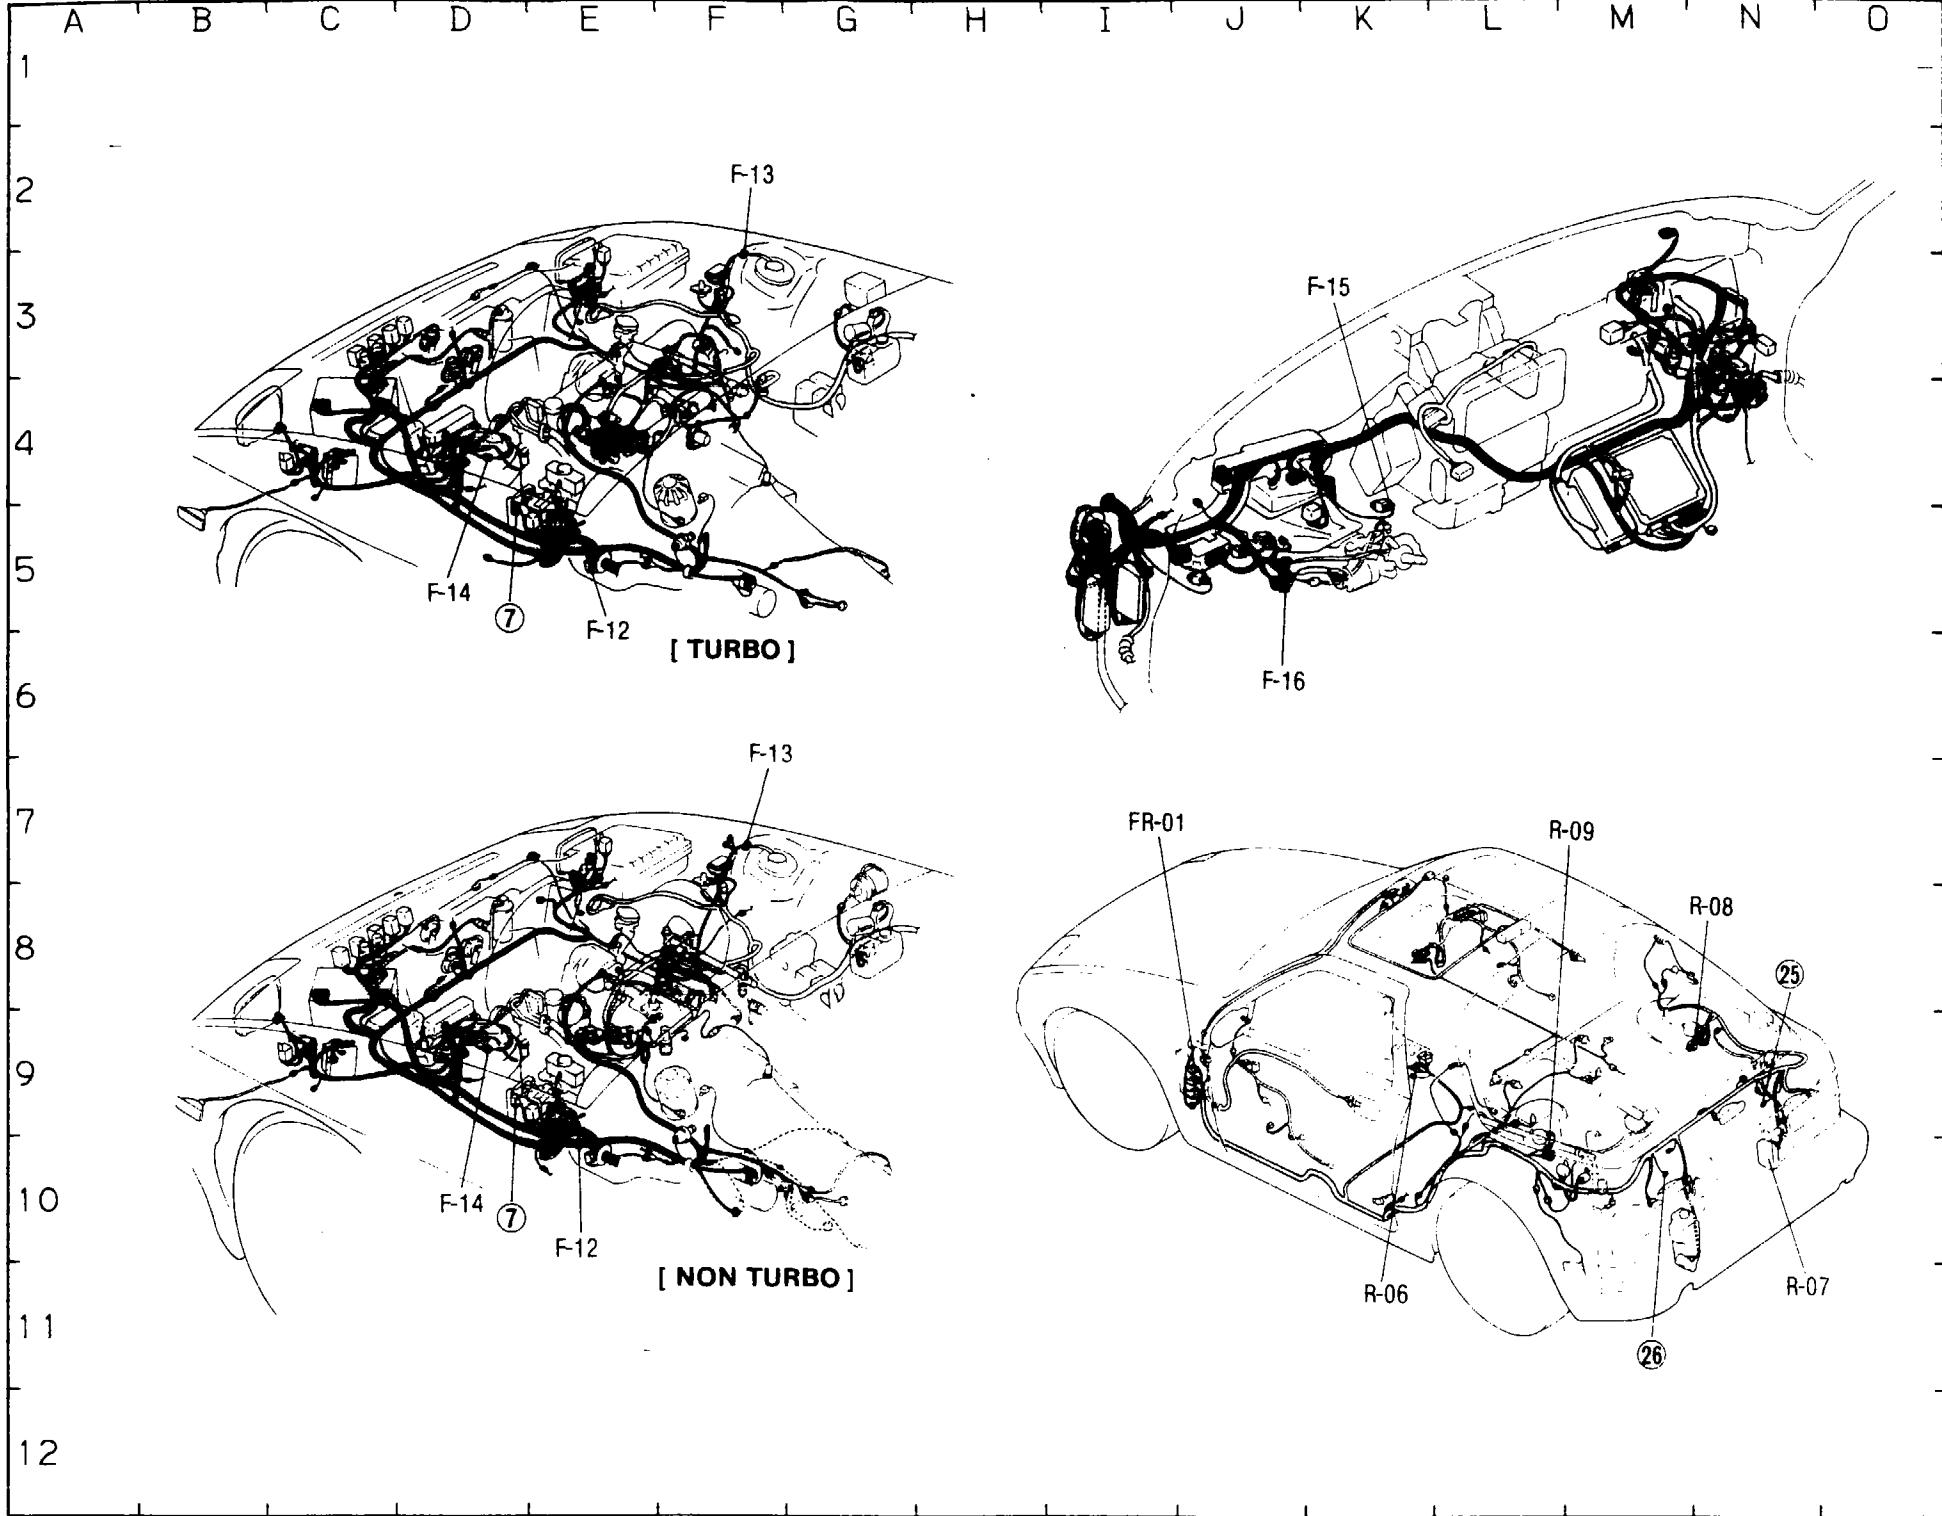 A B C D E F G H I J K L M N O
1
2
3
4
5
6
7
8
9
10
11
12
F-13
F-14
7
F-12
[ TURBO ]
F-15
F-16
F-13
F-14
7
F-12
[ NON TURBO ]
FR-01
R-09
R-08
25
R-06
R-07
26